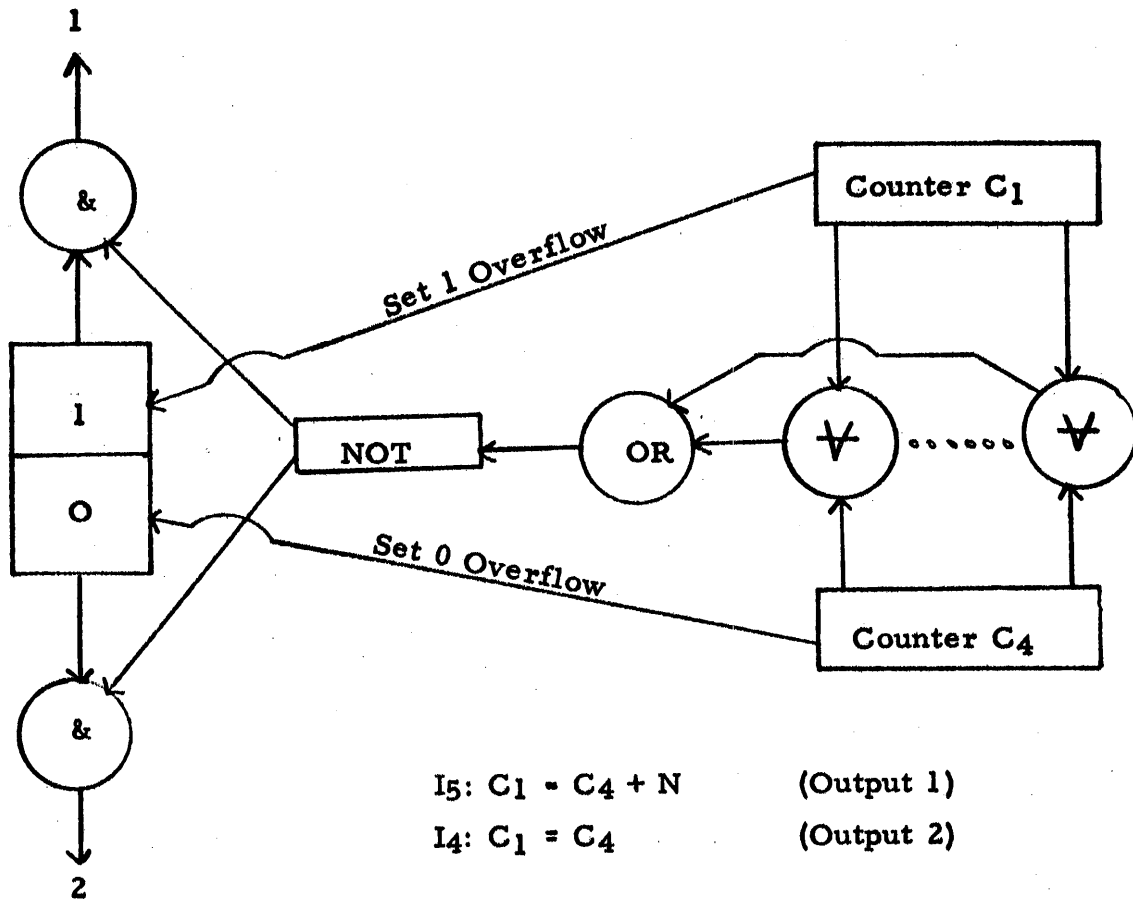 1
&
Counter C1
Set 1 Overflow
1
NOT
OR
∀ ...... ∀
O
Set 0 Overflow
Counter C4
&
I5: C1 = C4 + N (Output 1)
I4: C1 = C4 (Output 2)
2